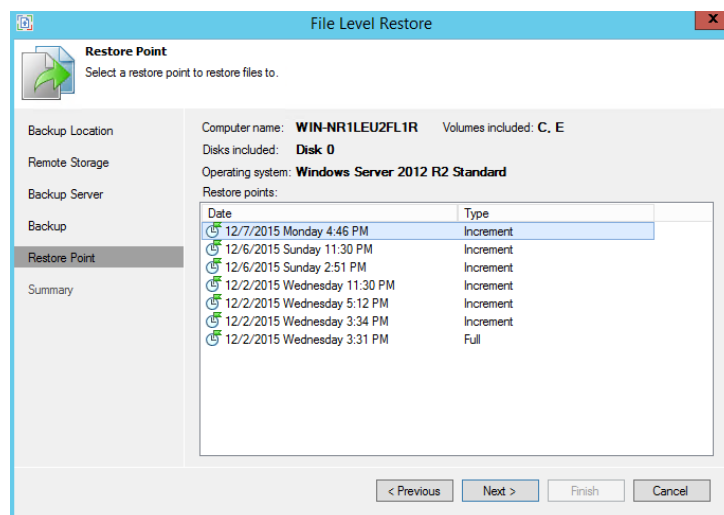 File Level Restore
X
Restore Point
Select a restore point to restore files to.
Backup Location
Remote Storage
Backup Server
Backup
Restore Point
Summary
Computer name: WIN-NR1LEU2FL1R Volumes included: C, E
Disks included: Disk 0
Operating system: Windows Server 2012 R2 Standard
Restore points:
Date Type
12/7/2015 Monday 4:46 PM Increment
12/6/2015 Sunday 11:30 PM Increment
12/6/2015 Sunday 2:51 PM Increment
12/2/2015 Wednesday 11:30 PM Increment
12/2/2015 Wednesday 5:12 PM Increment
12/2/2015 Wednesday 3:34 PM Increment
12/2/2015 Wednesday 3:31 PM Full
< Previous Next > Finish Cancel